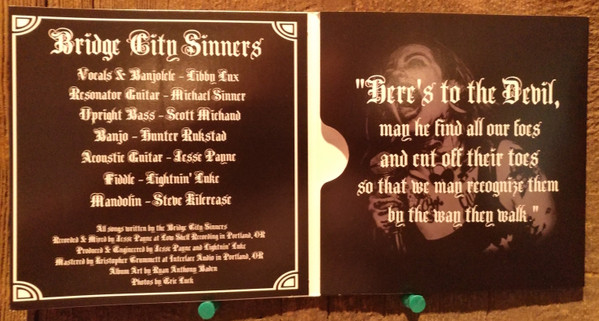 Bridge City Sinners
Vocals & Banjolele - Libby Lux
Resonator Guitar - Michael Sinner
Upright Bass - Scott Michaud
Banjo - Hunter Rukstad
Acoustic Guitar - Jesse Payne
Fiddle - Lightnin' Luke
Mandolin - Steve Kilercase
All songs written by the Bridge City Sinners
Recorded & Mixed by Jesse Payne at Low Shelf Recording in Portland, OR
Produced & Engineered by Jesse Payne and Lightnin' Luke
Mastered by Kristopher Grummett at Interlace Audio in Portland, OR
Album Art by Ryan Anthony Baden
Photos by Eric Luck
"Here's to the Devil,
may he find all our foes
and cut off their toes
so that we may recognize them
by the way they walk."